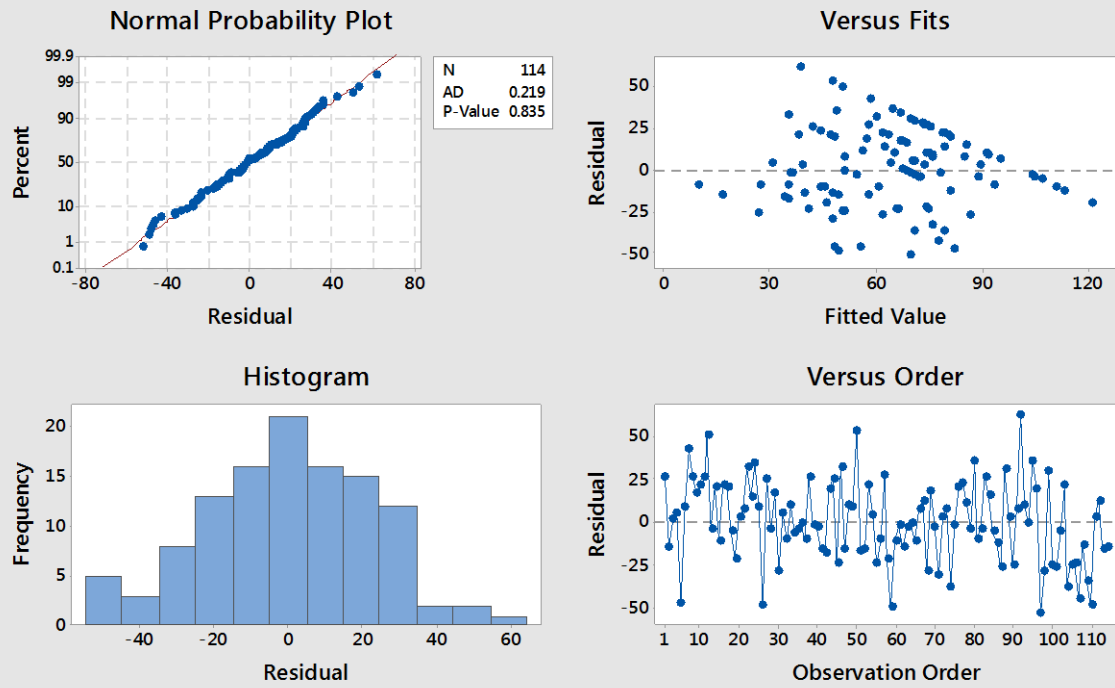 Normal Probability Plot
99.9
99
90
50
10
1
0.1
Percent
-80 -40 0 40 80
Residual
N 114
AD 0.219
P-Value 0.835
Versus Fits
50
25
0
-25
-50
Residual
0 30 60 90 120
Fitted Value
Histogram
20
15
10
5
0
Frequency
-40 -20 0 20 40 60
Residual
Versus Order
50
25
0
-25
-50
Residual
1 10 20 30 40 50 60 70 80 90 100 110
Observation Order